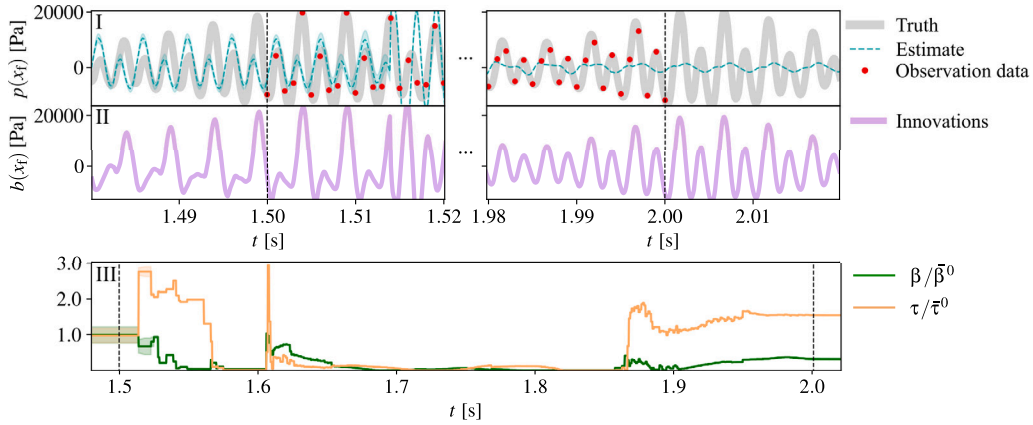 I
p(x_f) [Pa]
20000
0
...
Truth
Estimate
Observation data
II
b(x_f) [Pa]
20000
0
...
Innovations
1.49 1.50 1.51 1.52
t [s]
1.98 1.99 2.00 2.01
t [s]
III
3.0
2.0
1.0
β/β̄⁰
τ/τ̄⁰
1.5 1.6 1.7 1.8 1.9 2.0
t [s]